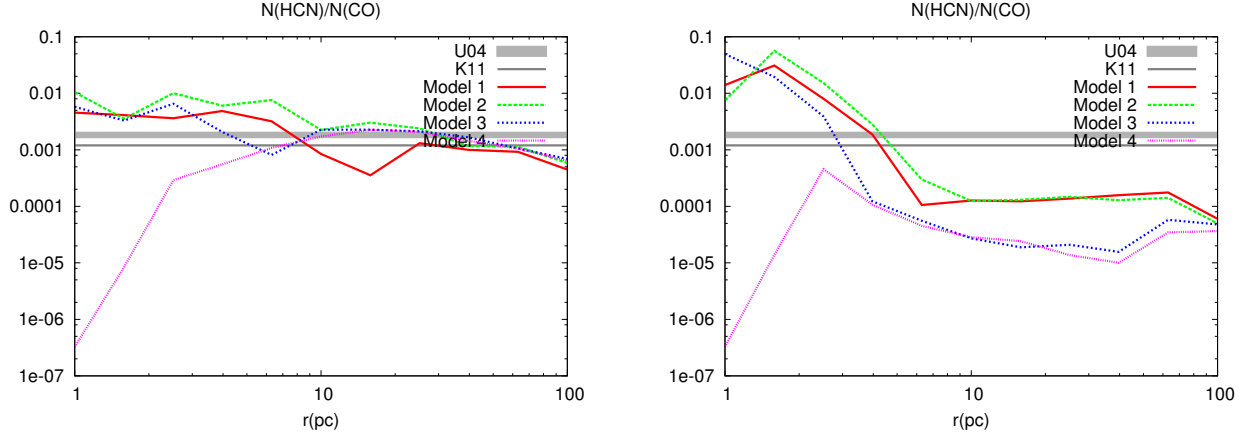 N(HCN)/N(CO)
0.1
0.01
0.001
0.0001
1e-05
1e-06
1e-07
1
10
100
r(pc)
U04
K11
Model 1
Model 2
Model 3
Model 4
N(HCN)/N(CO)
0.1
0.01
0.001
0.0001
1e-05
1e-06
1e-07
1
10
100
r(pc)
U04
K11
Model 1
Model 2
Model 3
Model 4